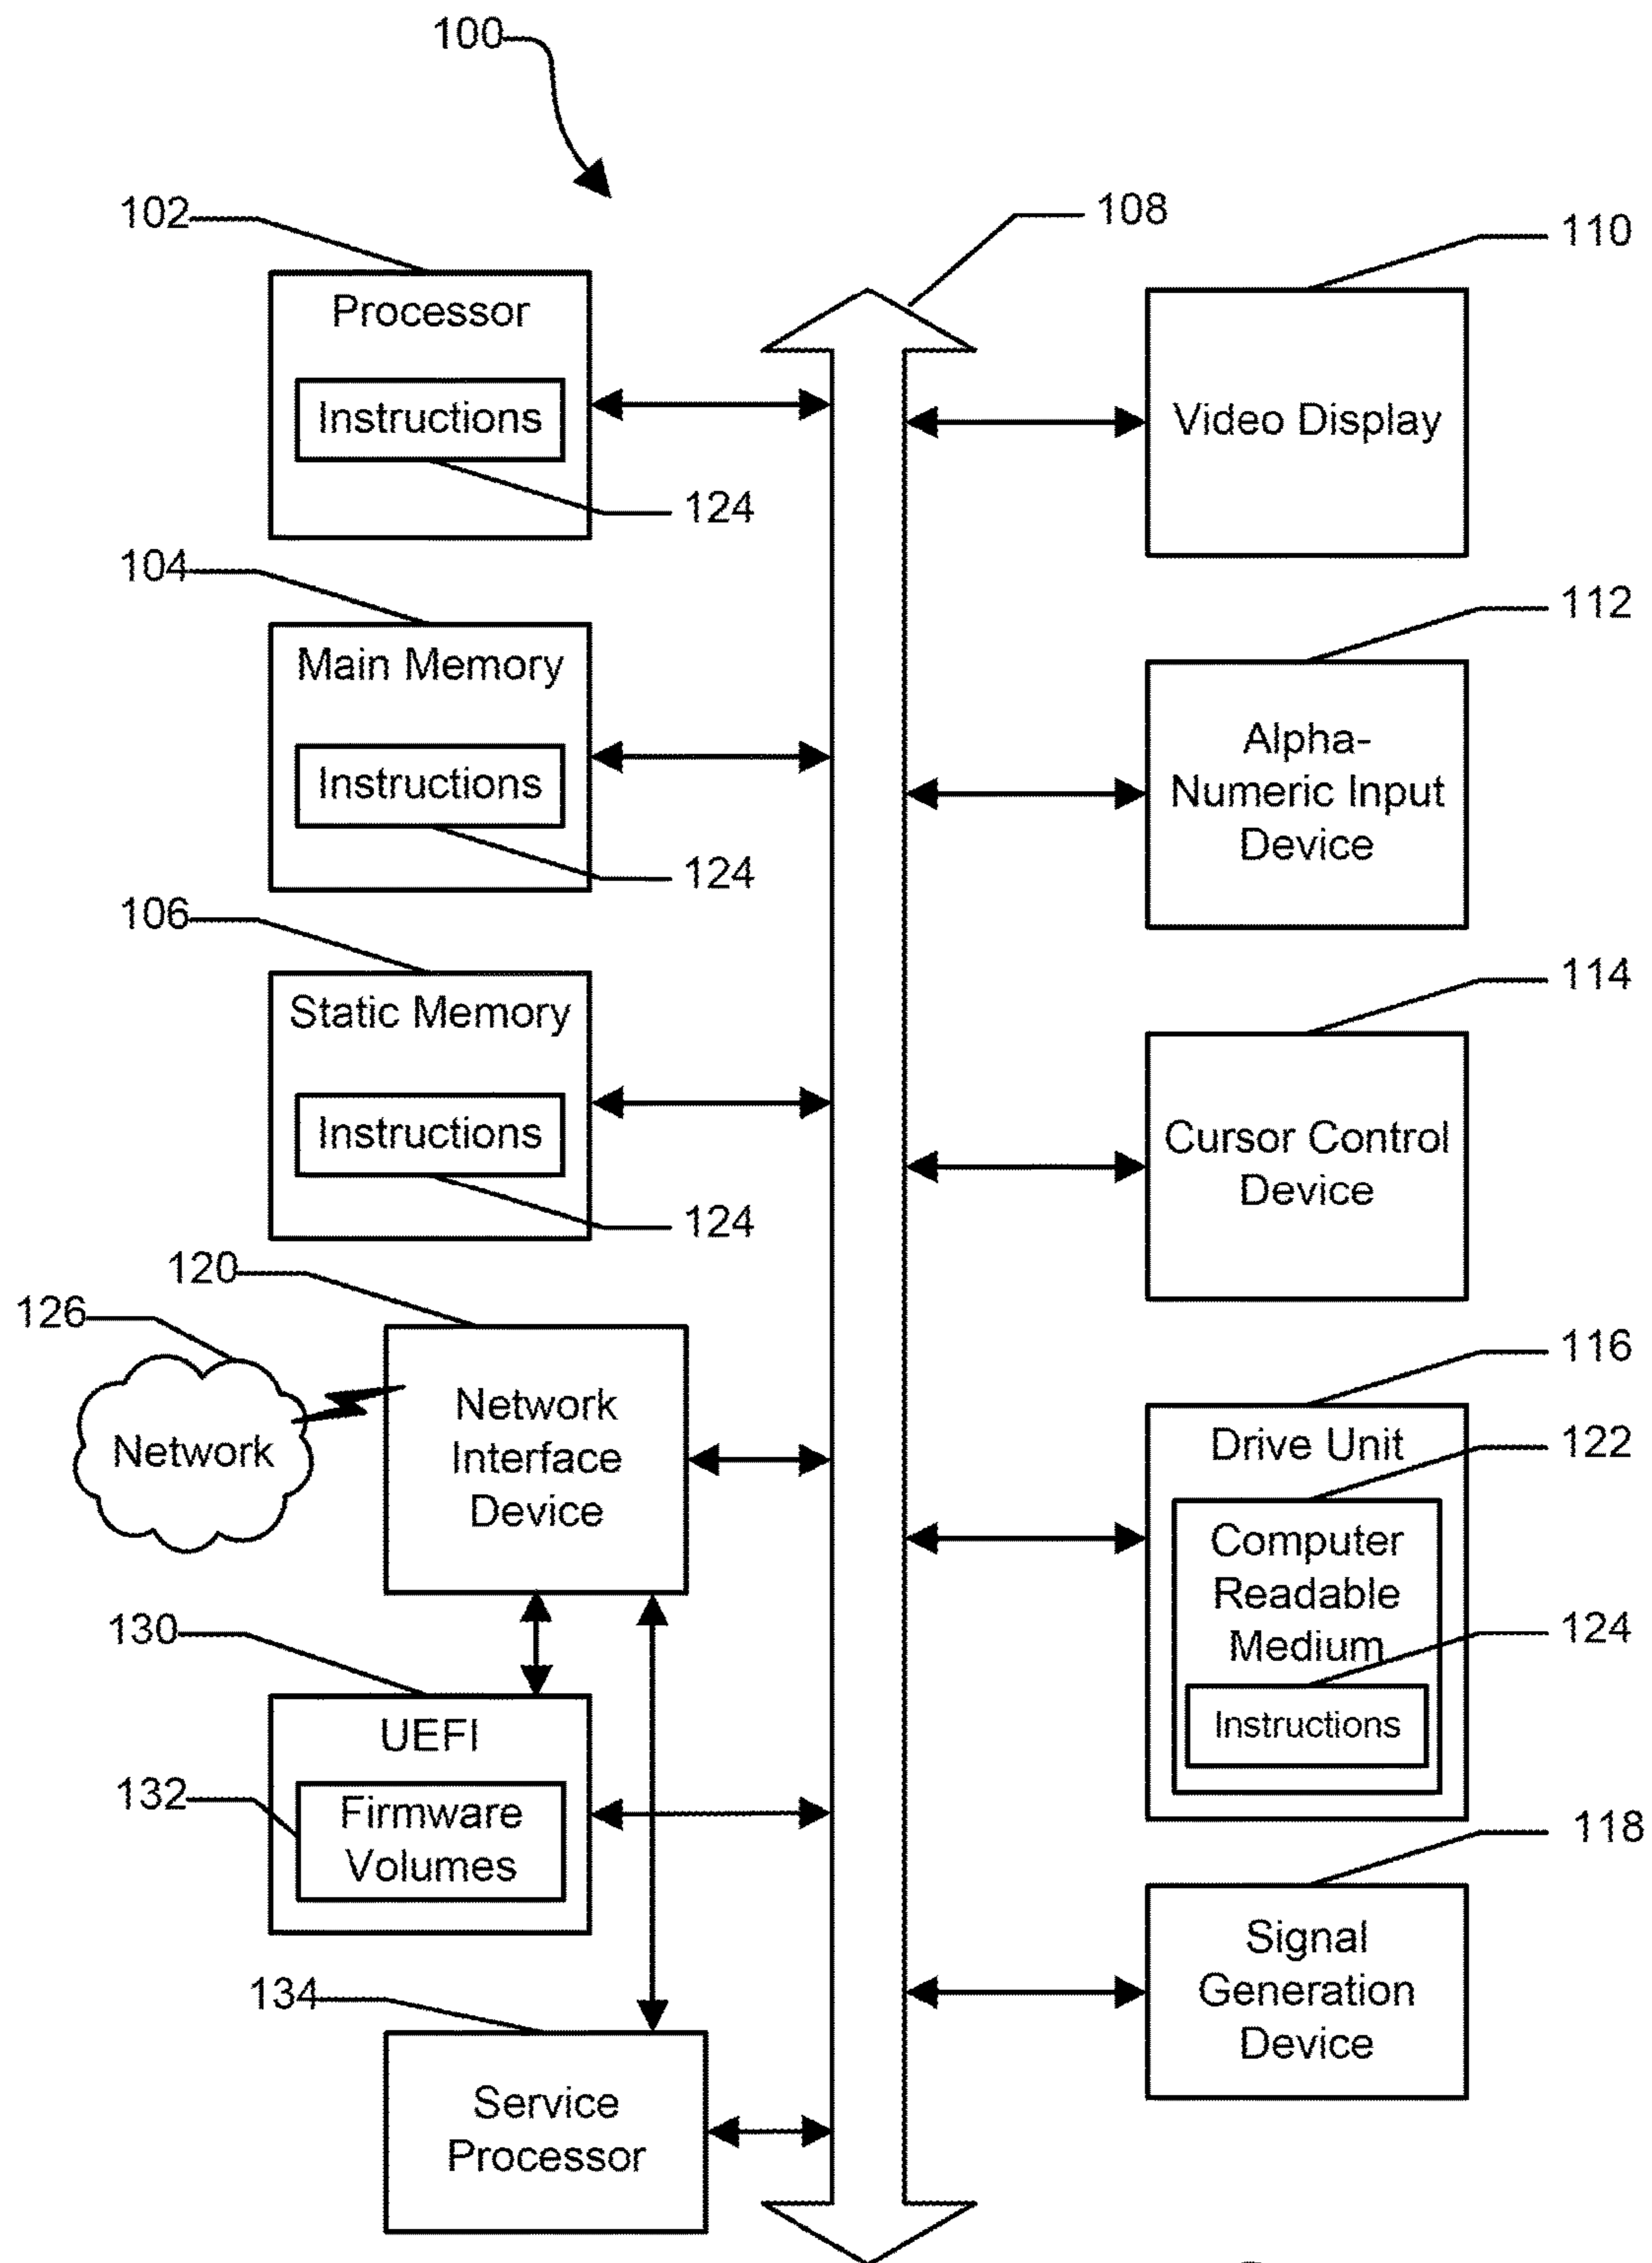 100
102
108
110
Processor
Instructions
124
Video Display
104
112
Main Memory
Instructions
124
Alpha-
Numeric Input
Device
106
114
Static Memory
Instructions
124
Cursor Control
Device
120
126
116
Network
Network
Interface
Device
Drive Unit
122
Computer
Readable
Medium
124
Instructions
130
UEFI
132
Firmware
Volumes
118
Signal
Generation
Device
134
Service
Processor